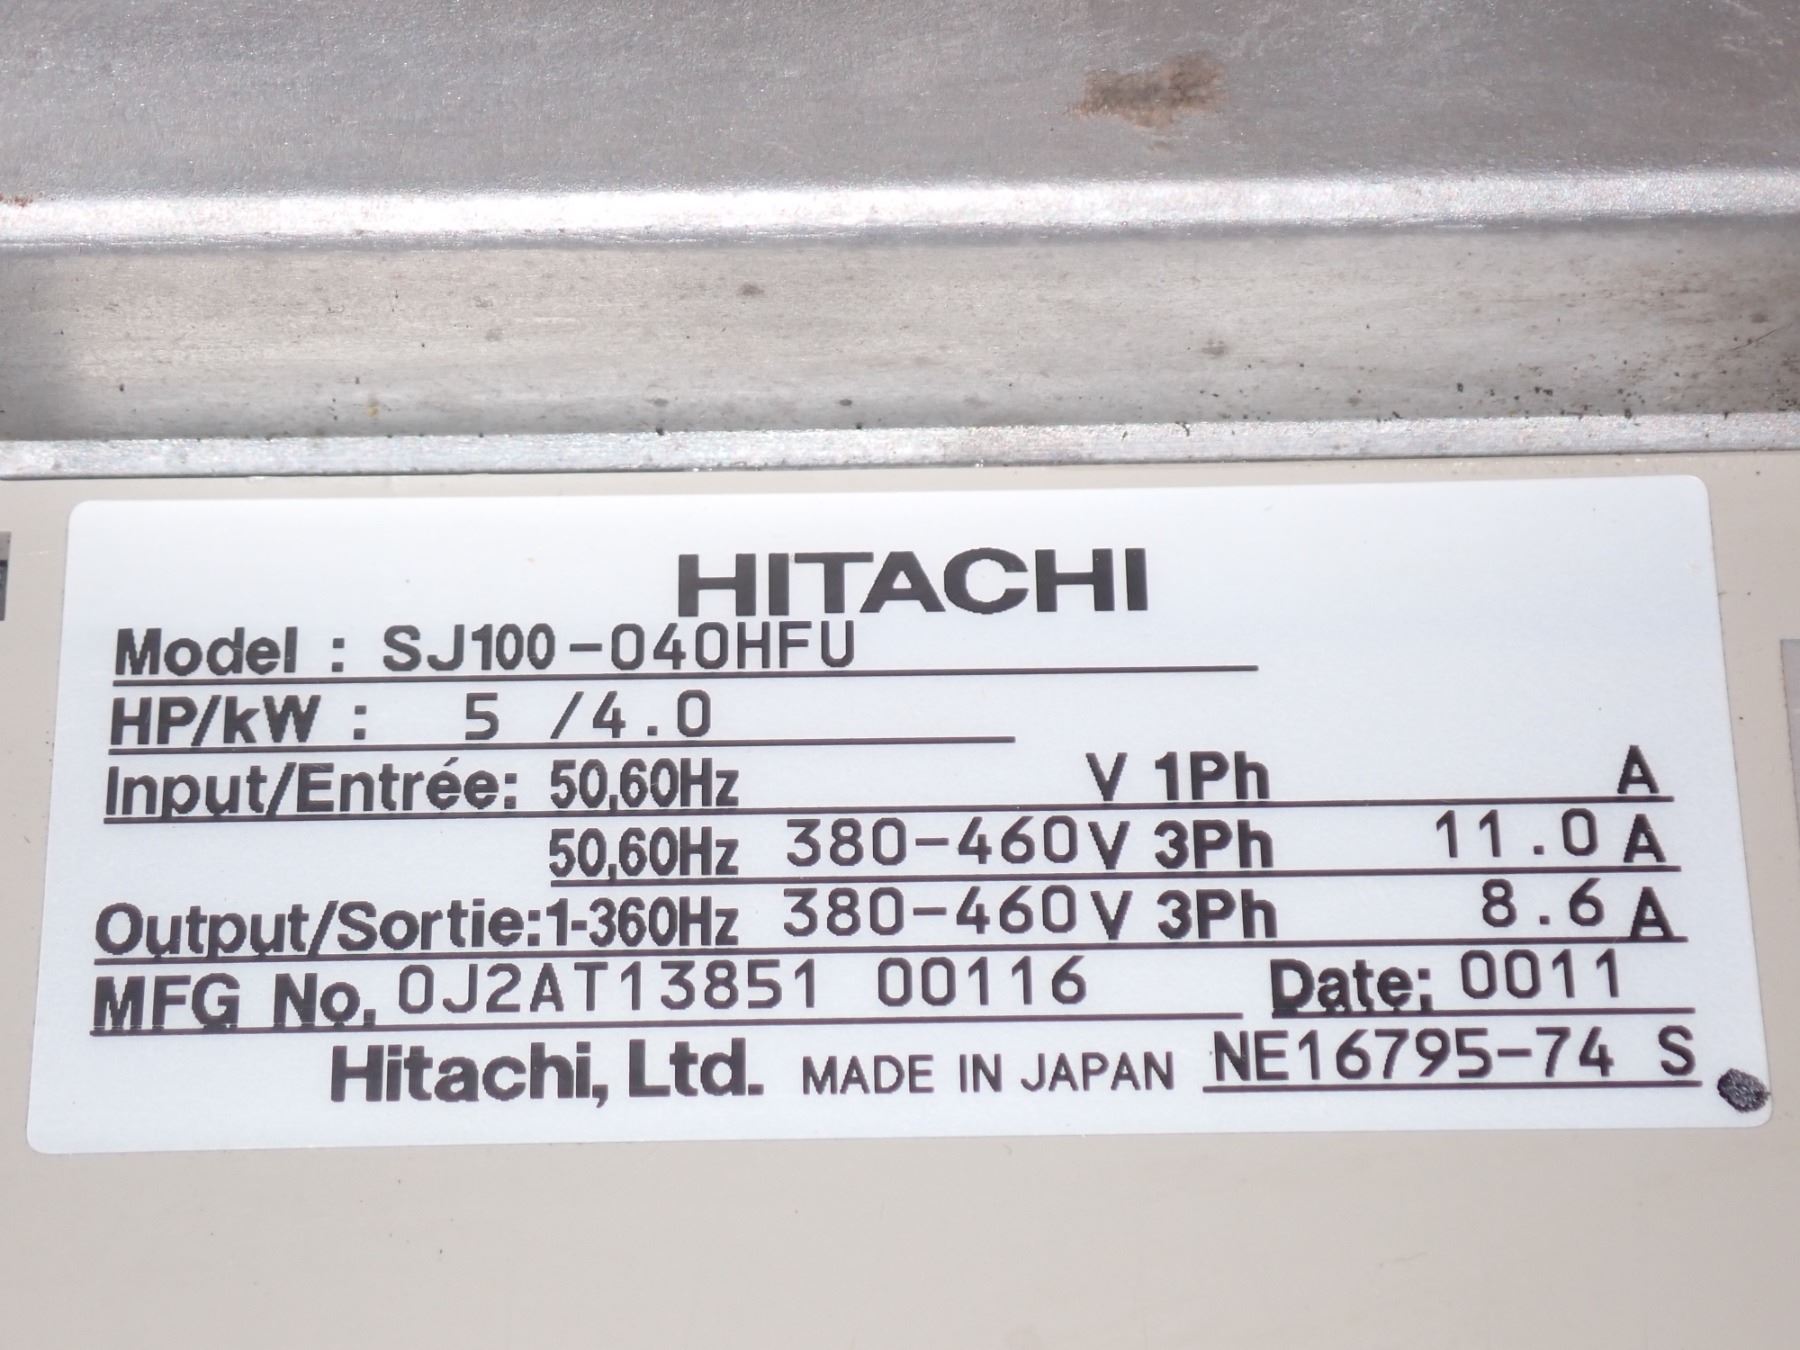 HITACHI
Model : SJ100-040HFU
HP/kW : 5 /4.0
Input/Entrée: 50,60Hz V 1Ph A
50,60Hz 380-460V 3Ph 11.0 A
Output/Sortie:1-360Hz 380-460V 3Ph 8.6 A
MFG No. 0J2AT13851 00116 Date: 0011
Hitachi, Ltd. MADE IN JAPAN NE16795-74 S